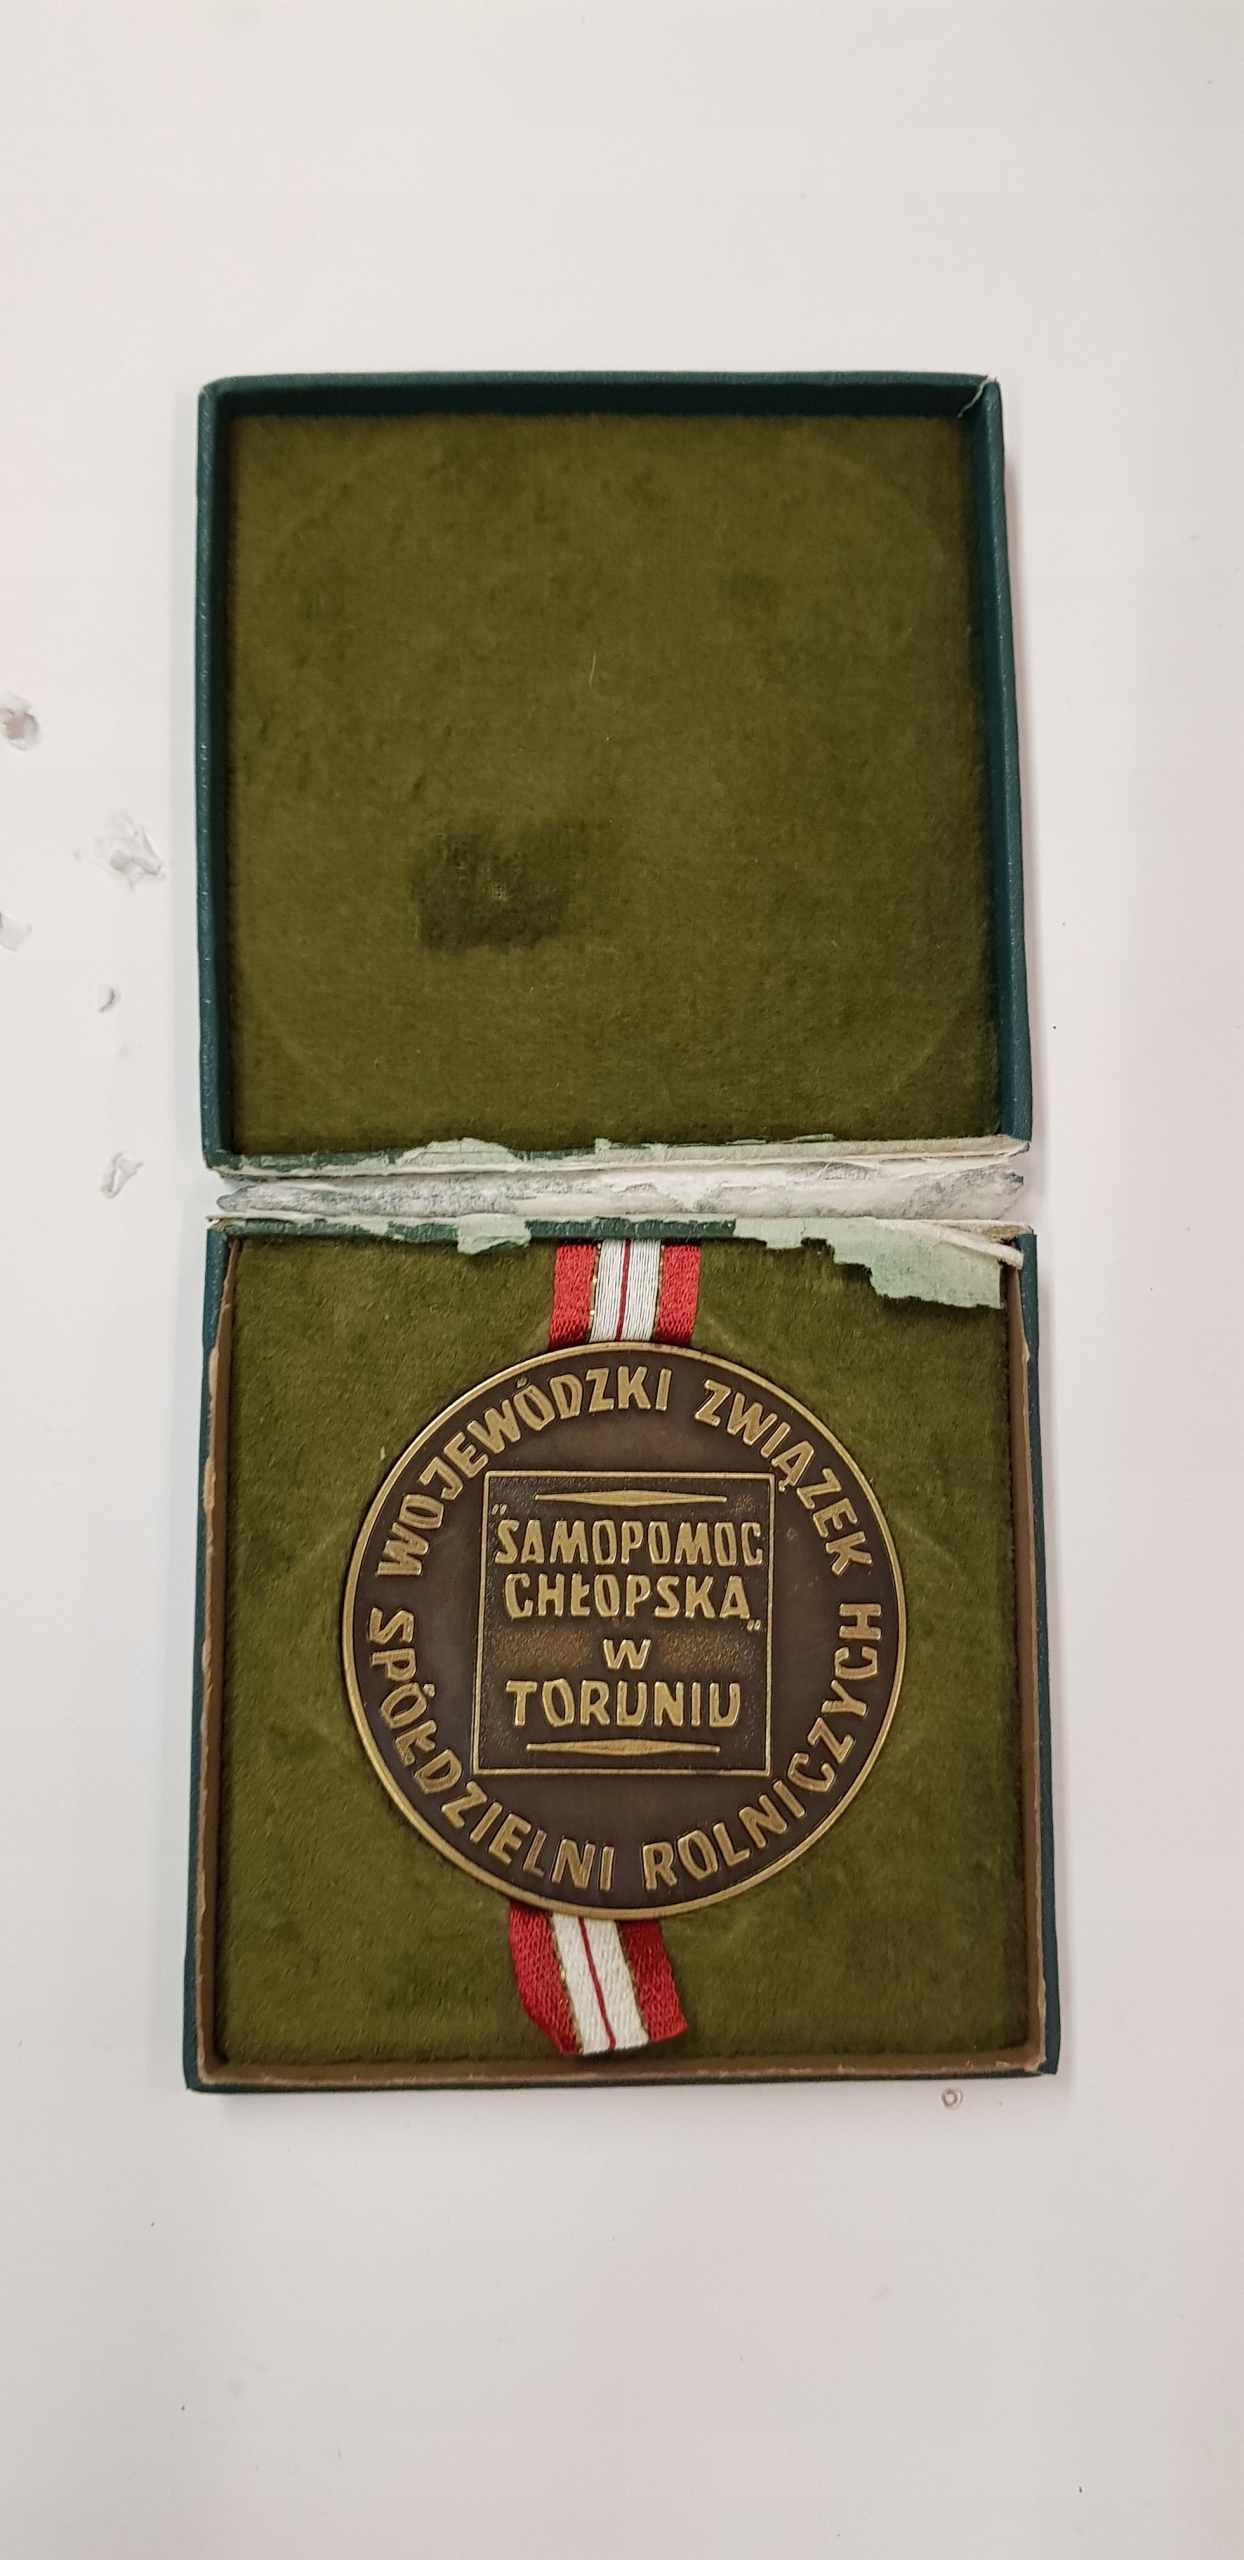 WOJEWÓDZKI ZWIĄZEK
SPÓŁDZIELNI ROLNICZYCH
"SAMOPOMOC
CHŁOPSKA„
W
TORUNIU